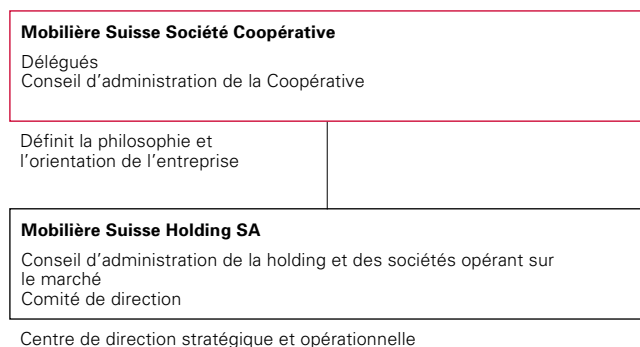 Mobilière Suisse Société Coopérative
Délégués
Conseil d’administration de la Coopérative
Définit la philosophie et
l’orientation de l’entreprise
Mobilière Suisse Holding SA
Conseil d’administration de la holding et des sociétés opérant sur
le marché
Comité de direction
Centre de direction stratégique et opérationnelle